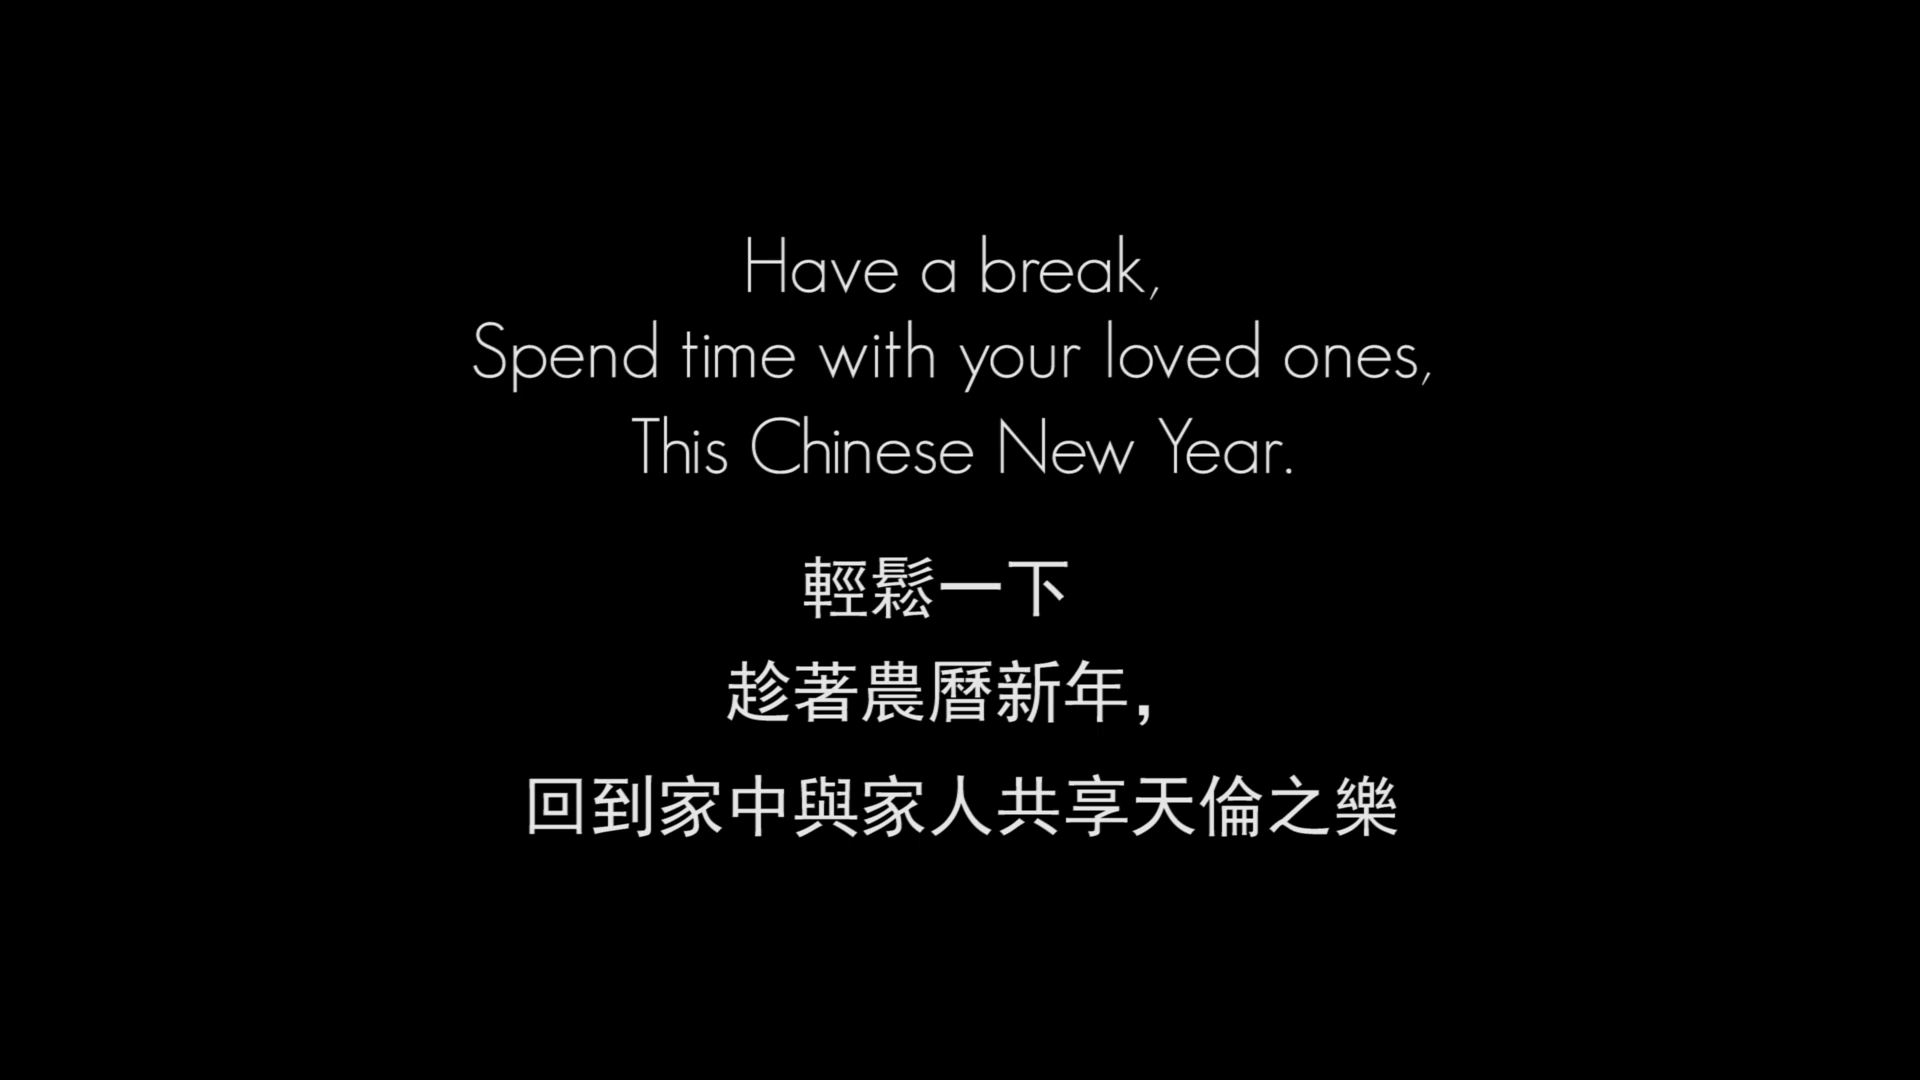 Have a break,
Spend time with your loved ones,
This Chinese New Year.
輕鬆一下
趁著農曆新年，
回到家中與家人共享天倫之樂